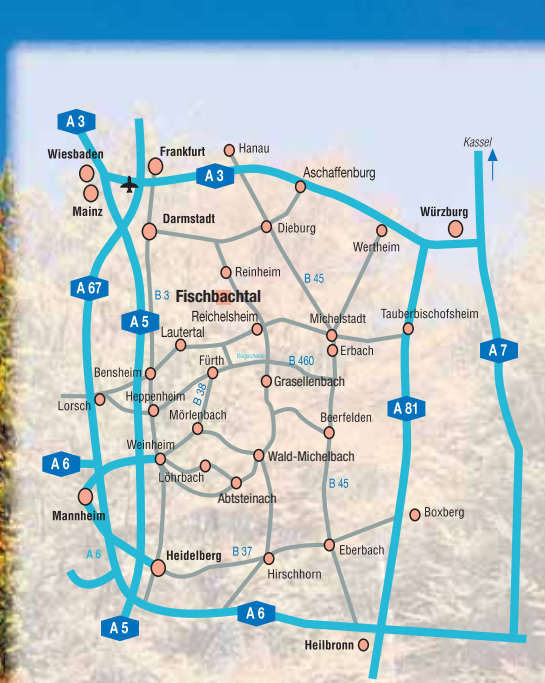 A 3
Hanau
Kassel
Wiesbaden
Frankfurt
A 3
Aschaffenburg
Mainz
Darmstadt
Dieburg
Würzburg
Wertheim
Reinheim
B 45
A 67
B 3
Fischbachtal
Reichelsheim
Michelstadt
Tauberbischofsheim
A 5
Lautertal
A 7
Erbach
Fürth
B 460
Bensheim
Grasellenbach
B 38
Heppenheim
Lorsch
Mörlenbach
A 81
Beerfelden
Weinheim
Wald-Michelbach
A 6
Löhrbach
B 45
Abtsteinach
Mannheim
Boxberg
A 6
Heidelberg
B 37
Eberbach
Hirschhorn
A 5
A 6
Heilbronn